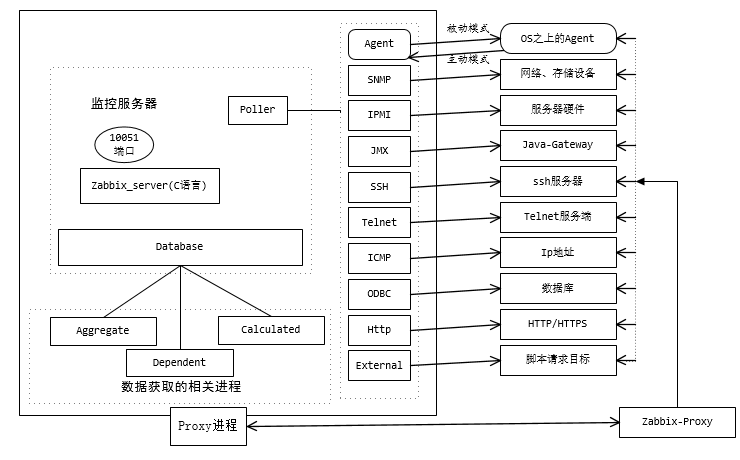 被动模式
Agent
OS之上的Agent
主动模式
SNMP
网络、存储设备
监控服务器
Poller
IPMI
服务器硬件
10051
端口
JMX
Java-Gateway
Zabbix_server(C语言)
SSH
ssh服务器
Telnet
Telnet服务端
Database
ICMP
Ip地址
ODBC
数据库
Aggregate
Calculated
Http
HTTP/HTTPS
Dependent
External
脚本请求目标
数据获取的相关进程
Proxy进程
Zabbix-Proxy